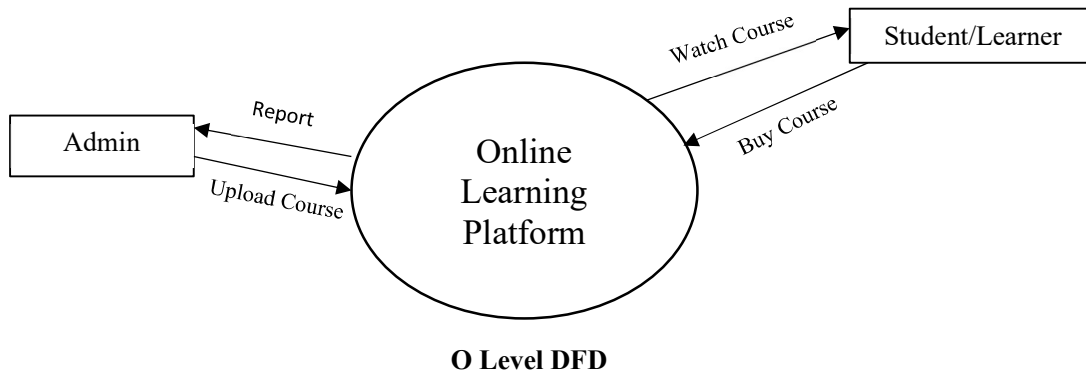 Watch Course
Student/Learner
Buy Course
Report
Admin
Upload Course
Online
Learning
Platform
O Level DFD